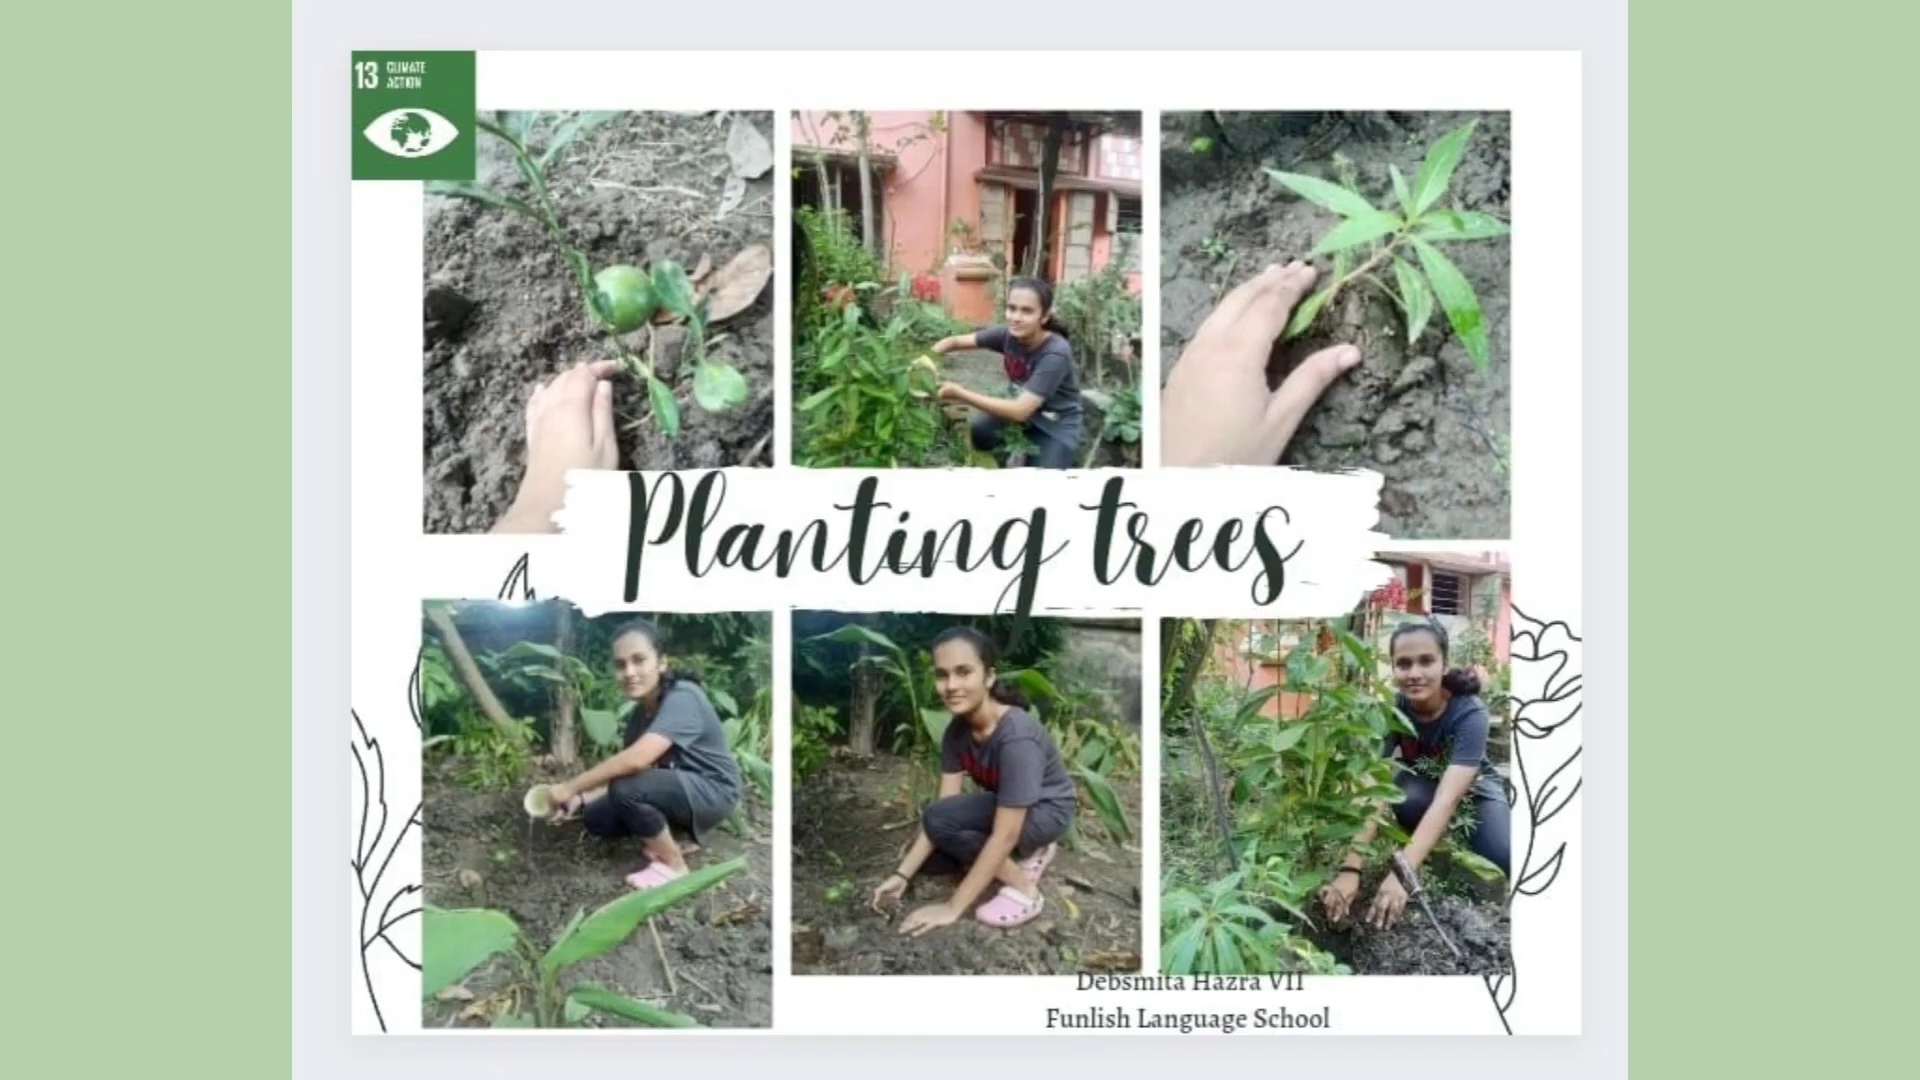 13 CLIMATE
ACTION
Planting trees
Debsmita Hazra VII
Funlish Language School